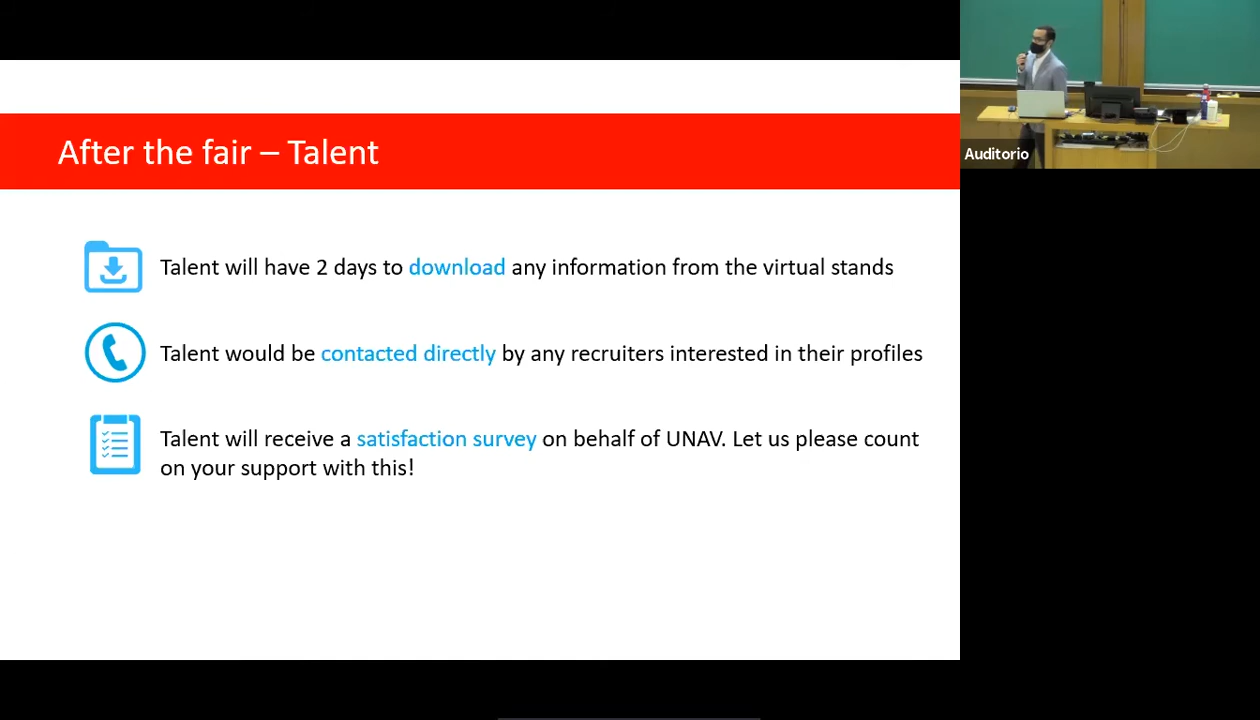 After the fair – Talent
Talent will have 2 days to download any information from the virtual stands
Talent would be contacted directly by any recruiters interested in their profiles
Talent will receive a satisfaction survey on behalf of UNAV. Let us please count
on your support with this!
Auditorio